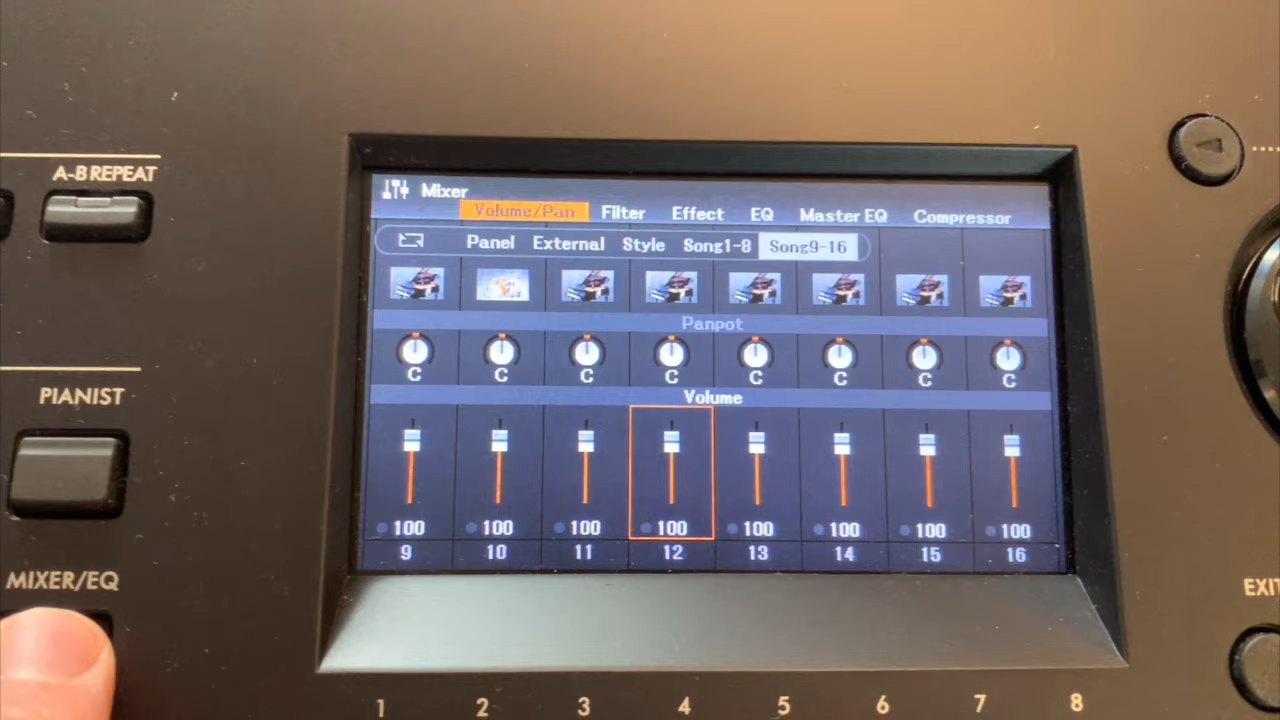 A-B REPEAT
PIANIST
MIXER/EQ
Mixer
Volume/Pan Filter Effect EQ Master EQ Compressor
Panel External Style Song1-8 Song9-16
Panpot
C C C C C C C C
Volume
100 100 100 100 100 100 100 100
9 10 11 12 13 14 15 16
EXIT
1 2 3 4 5 6 7 8